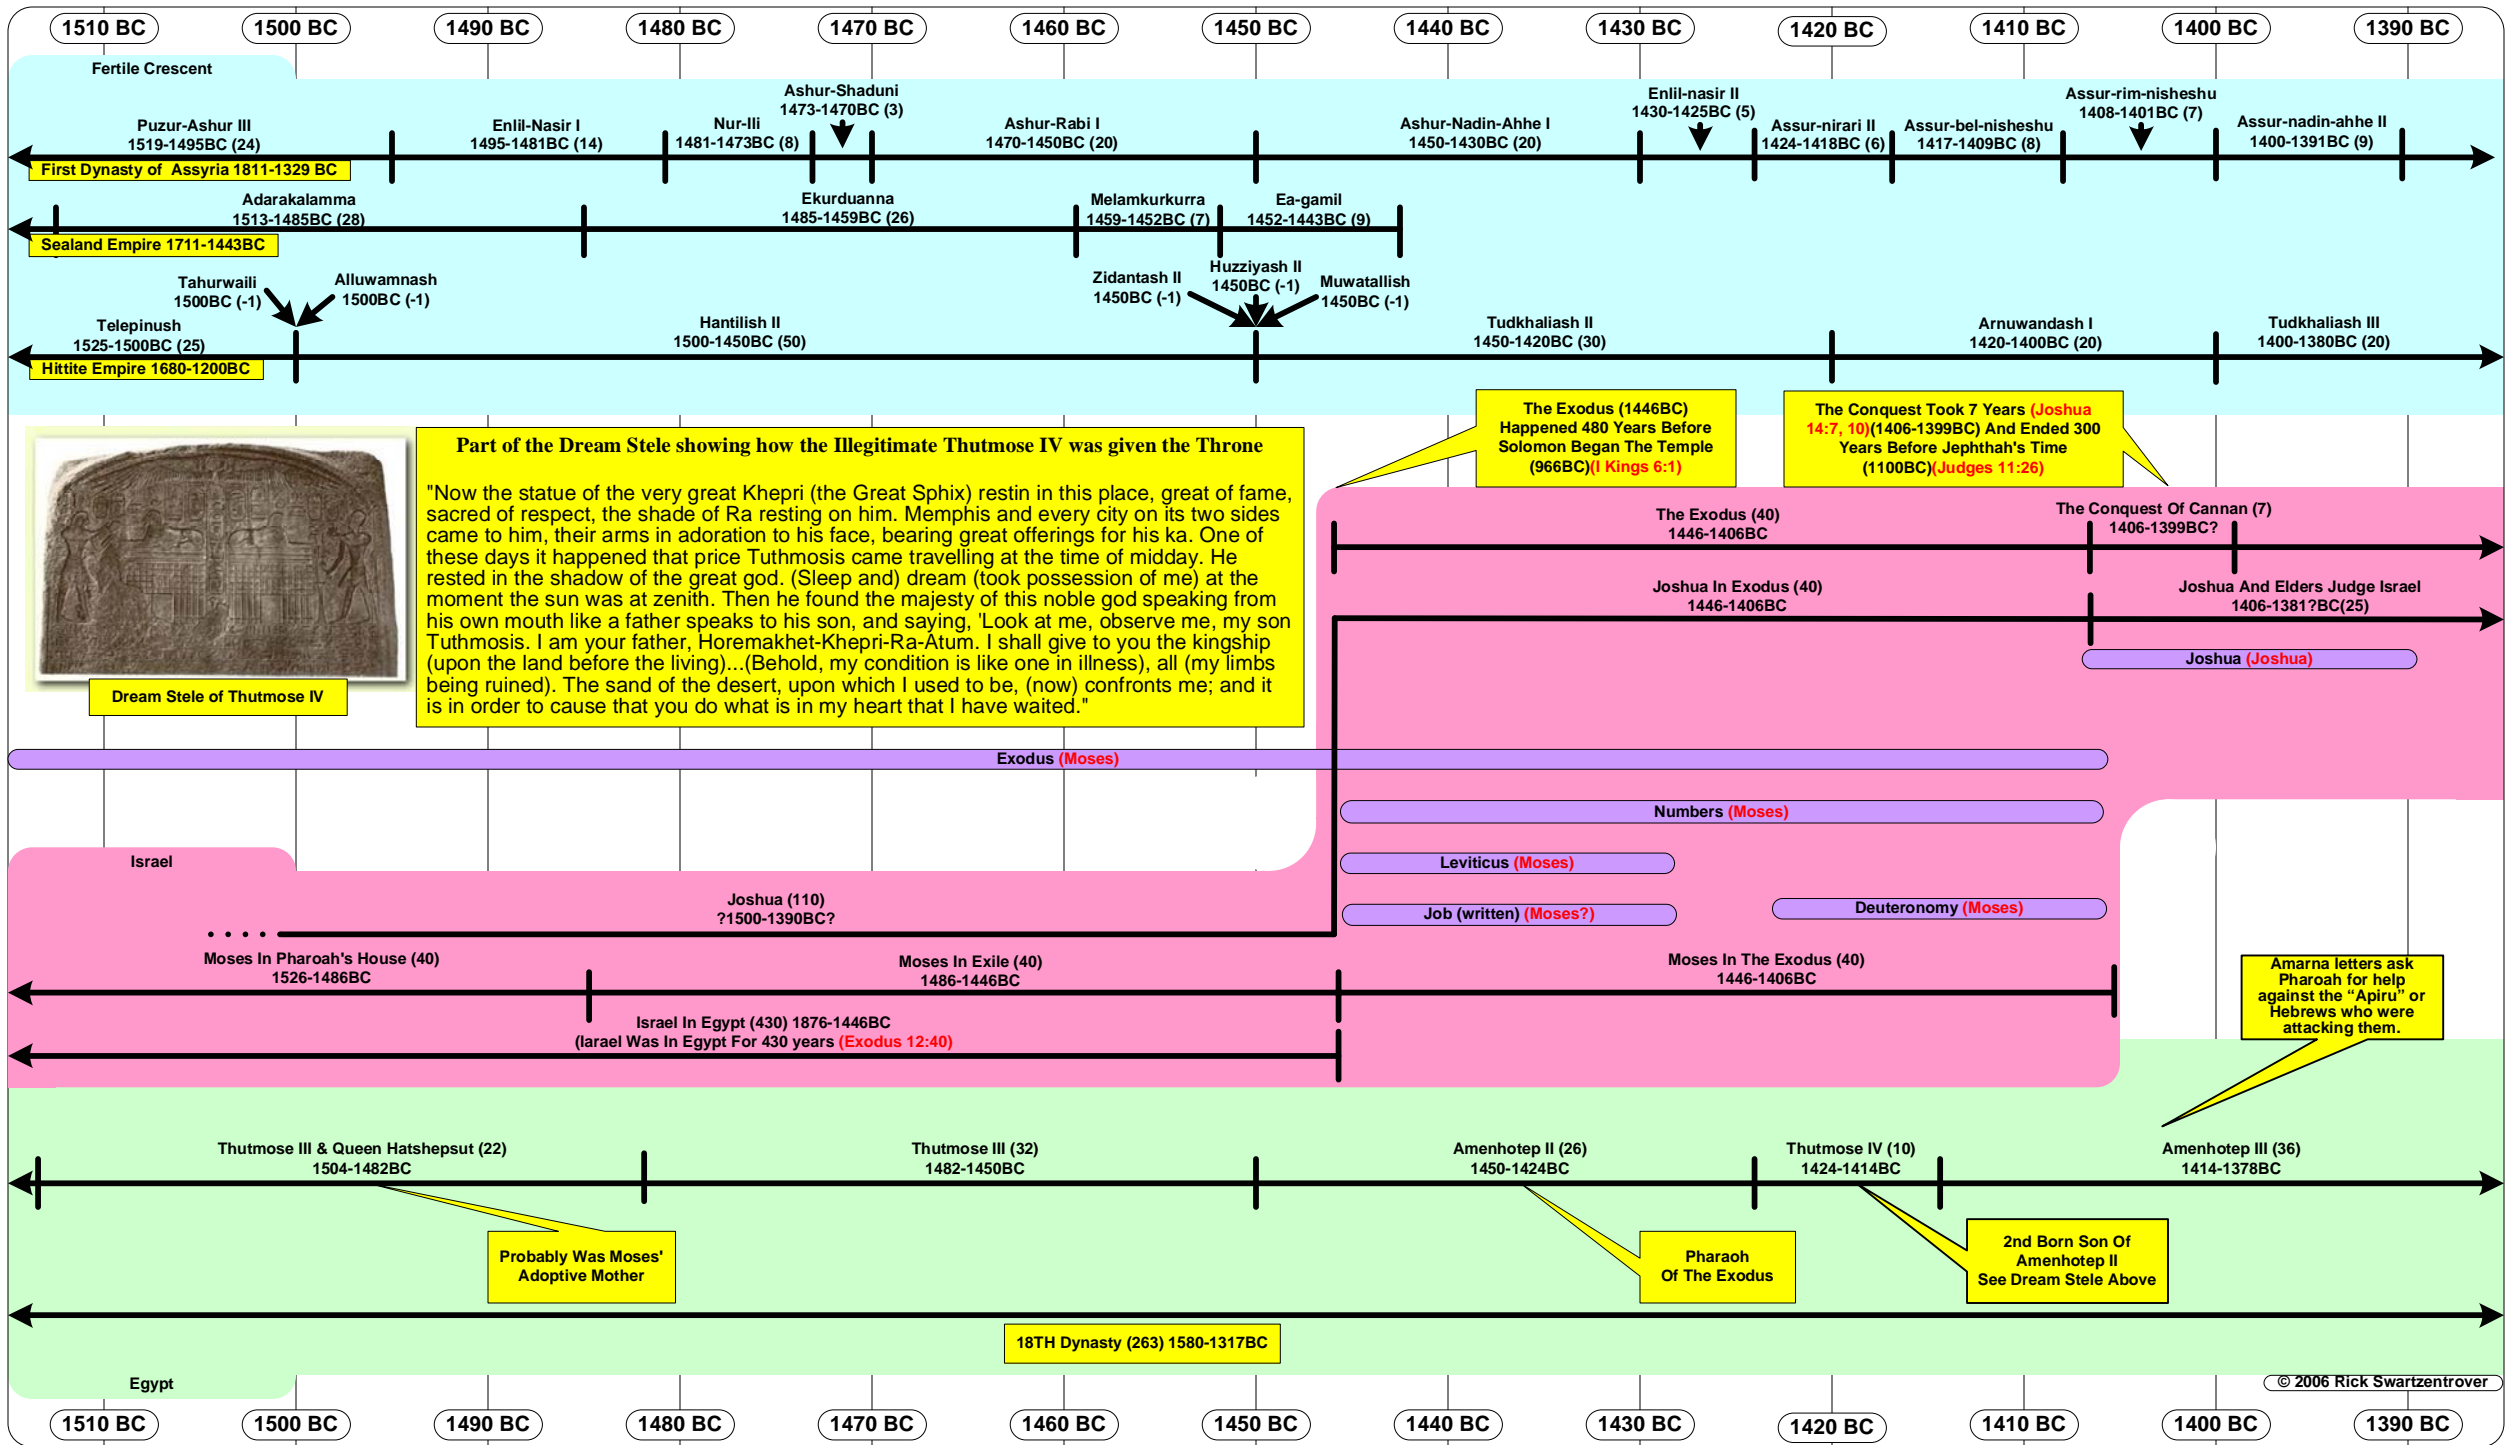 1510 BC
1500 BC
1490 BC
1480 BC
1470 BC
1460 BC
1450 BC
1440 BC
1430 BC
1420 BC
1410 BC
1400 BC
1390 BC
Fertile Crescent
Puzur-Ashur III
1519-1495BC (24)
Enlil-Nasir I
1495-1481BC (14)
Nur-Ili
1481-1473BC (8)
Ashur-Shaduni
1473-1470BC (3)
Ashur-Rabi I
1470-1450BC (20)
Ashur-Nadin-Ahhe I
1450-1430BC (20)
Enlil-nasir II
1430-1425BC (5)
Assur-nirari II
1424-1418BC (6)
Assur-bel-nisheshu
1417-1409BC (8)
Assur-rim-nisheshu
1408-1401BC (7)
Assur-nadin-ahhe II
1400-1391BC (9)
First Dynasty of Assyria 1811-1329 BC
Adarakalamma
1513-1485BC (28)
Ekurduanna
1485-1459BC (26)
Melamkurkurra
1459-1452BC (7)
Ea-gamil
1452-1443BC (9)
Sealand Empire 1711-1443BC
Tahurwaili
1500BC (-1)
Alluwamnash
1500BC (-1)
Zidantash II
1450BC (-1)
Huzziyash II
1450BC (-1)
Muwatallish
1450BC (-1)
Telepinush
1525-1500BC (25)
Hantilish II
1500-1450BC (50)
Tudkhaliash II
1450-1420BC (30)
Arnuwandash I
1420-1400BC (20)
Tudkhaliash III
1400-1380BC (20)
Hittite Empire 1680-1200BC
The Exodus (1446BC)
Happened 480 Years Before
Solomon Began The Temple
(966BC)(I Kings 6:1)
The Conquest Took 7 Years (Joshua
14:7, 10)(1406-1399BC) And Ended 300
Years Before Jephthah's Time
(1100BC)(Judges 11:26)
Part of the Dream Stele showing how the Illegitimate Thutmose IV was given the Throne
"Now the statue of the very great Khepri (the Great Sphix) restin in this place, great of fame,
sacred of respect, the shade of Ra resting on him. Memphis and every city on its two sides
came to him, their arms in adoration to his face, bearing great offerings for his ka. One of
these days it happened that price Tuthmosis came travelling at the time of midday. He
rested in the shadow of the great god. (Sleep and) dream (took possession of me) at the
moment the sun was at zenith. Then he found the majesty of this noble god speaking from
his own mouth like a father speaks to his son, and saying, 'Look at me, observe me, my son
Tuthmosis. I am your father, Horemakhet-Khepri-Ra-Atum. I shall give to you the kingship
(upon the land before the living)...(Behold, my condition is like one in illness), all (my limbs
being ruined). The sand of the desert, upon which I used to be, (now) confronts me; and it
is in order to cause that you do what is in my heart that I have waited."
Dream Stele of Thutmose IV
The Exodus (40)
1446-1406BC
The Conquest Of Cannan (7)
1406-1399BC?
Joshua In Exodus (40)
1446-1406BC
Joshua And Elders Judge Israel
1406-1381?BC(25)
Joshua (Joshua)
Exodus (Moses)
Numbers (Moses)
Leviticus (Moses)
Job (written) (Moses?)
Deuteronomy (Moses)
Israel
Joshua (110)
?1500-1390BC?
Moses In Pharoah's House (40)
1526-1486BC
Moses In Exile (40)
1486-1446BC
Moses In The Exodus (40)
1446-1406BC
Israel In Egypt (430) 1876-1446BC
(Iarael Was In Egypt For 430 years (Exodus 12:40)
Amarna letters ask
Pharoah for help
against the “Apiru” or
Hebrews who were
attacking them.
Thutmose III & Queen Hatshepsut (22)
1504-1482BC
Thutmose III (32)
1482-1450BC
Amenhotep II (26)
1450-1424BC
Thutmose IV (10)
1424-1414BC
Amenhotep III (36)
1414-1378BC
Probably Was Moses'
Adoptive Mother
Pharaoh
Of The Exodus
2nd Born Son Of
Amenhotep II
See Dream Stele Above
18TH Dynasty (263) 1580-1317BC
Egypt
© 2006 Rick Swartzentrover
1510 BC
1500 BC
1490 BC
1480 BC
1470 BC
1460 BC
1450 BC
1440 BC
1430 BC
1420 BC
1410 BC
1400 BC
1390 BC